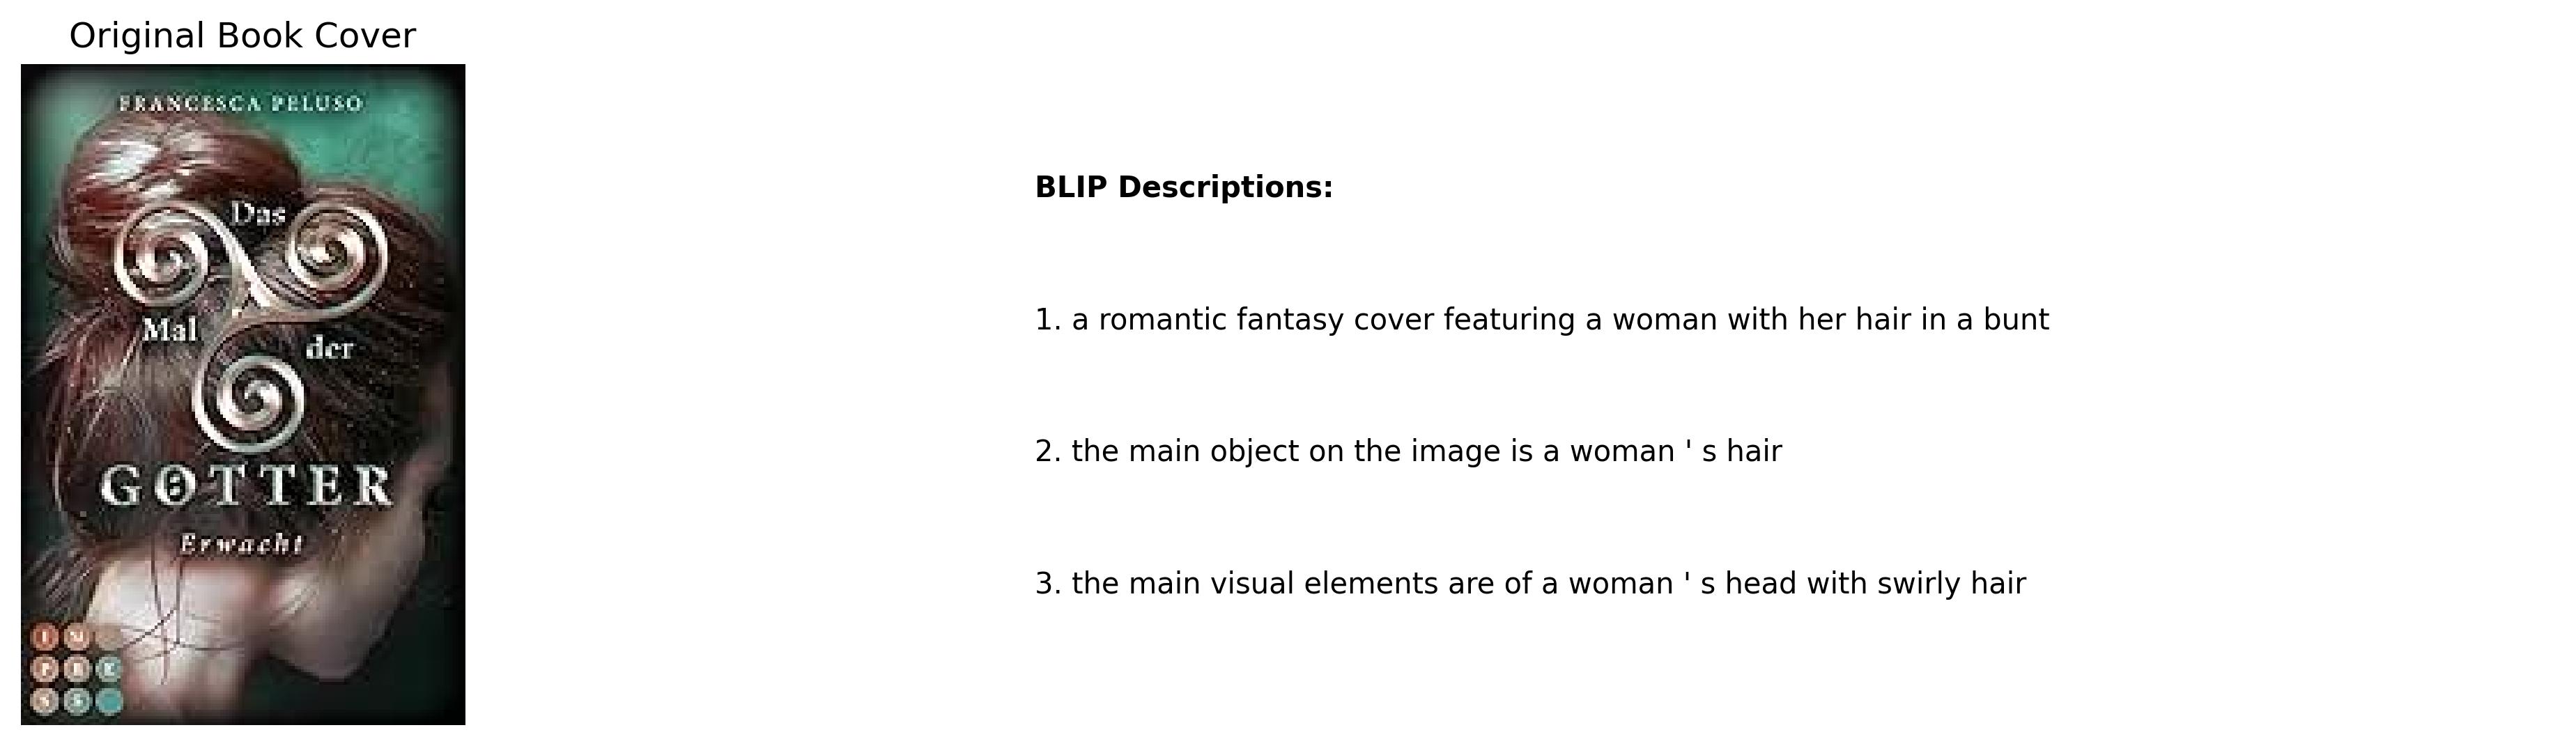 Original Book Cover
FRANCESCA PELUSO
Das
Mal
der
GÖTTER
Erwacht
I M
P R E
S S
BLIP Descriptions:
1. a romantic fantasy cover featuring a woman with her hair in a bunt
2. the main object on the image is a woman ' s hair
3. the main visual elements are of a woman ' s head with swirly hair